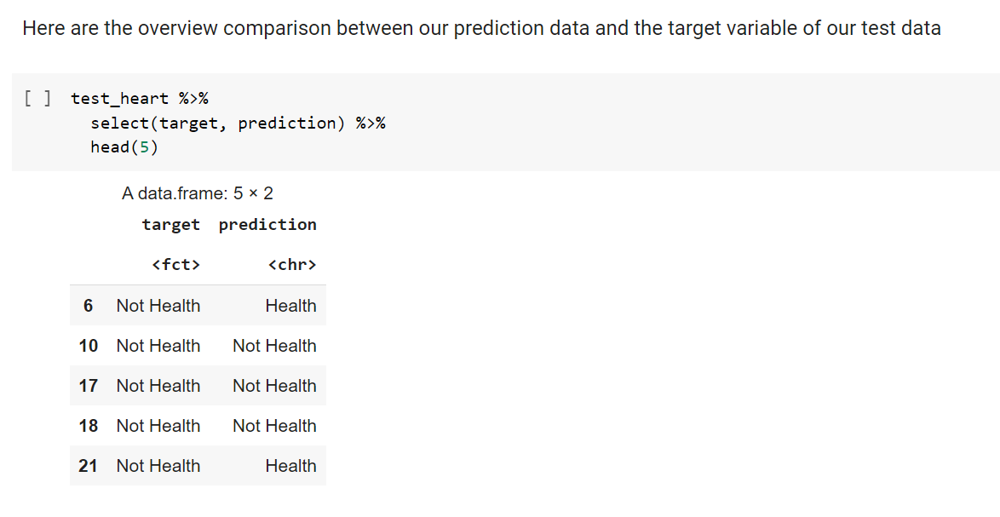 Here are the overview comparison between our prediction data and the target variable of our test data
[ ] test_heart %>%
select(target, prediction) %>%
head(5)
A data.frame: 5 × 2
target prediction
<fct> <chr>
6 Not Health Health
10 Not Health Not Health
17 Not Health Not Health
18 Not Health Not Health
21 Not Health Health